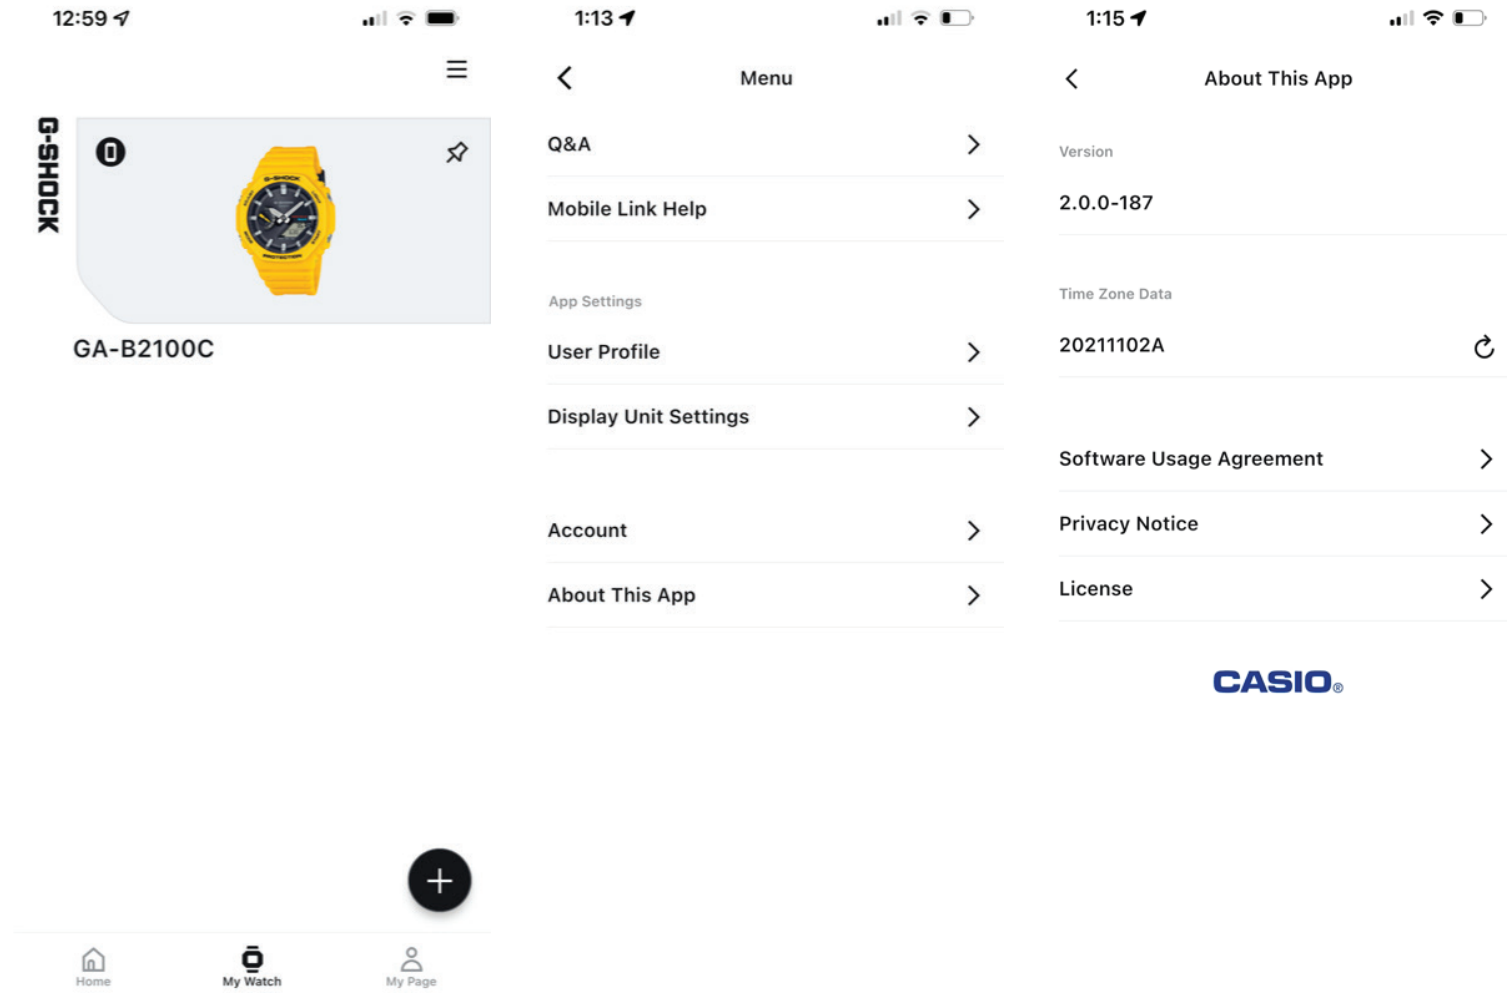 12:59
G-SHOCK
GA-B2100C
Home
My Watch
My Page
1:13
Menu
Q&A
Mobile Link Help
App Settings
User Profile
Display Unit Settings
Account
About This App
1:15
About This App
Version
2.0.0-187
Time Zone Data
20211102A
Software Usage Agreement
Privacy Notice
License
CASIO®